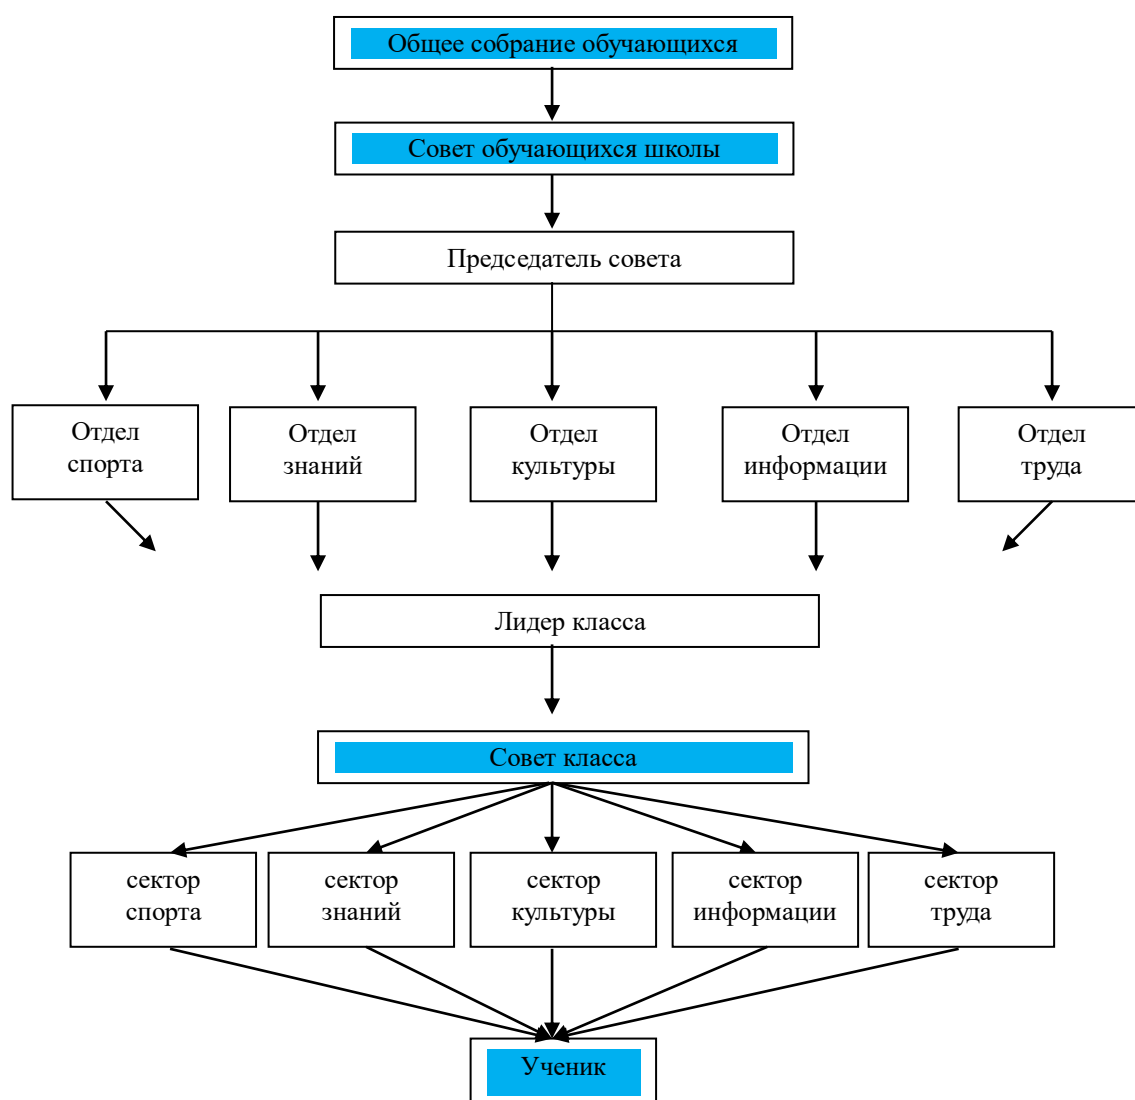 Общее собрание обучающихся
Совет обучающихся школы
Председатель совета
Отдел
спорта
Отдел
знаний
Отдел
культуры
Отдел
информации
Отдел
труда
Лидер класса
Совет класса
сектор
спорта
сектор
знаний
сектор
культуры
сектор
информации
сектор
труда
Ученик